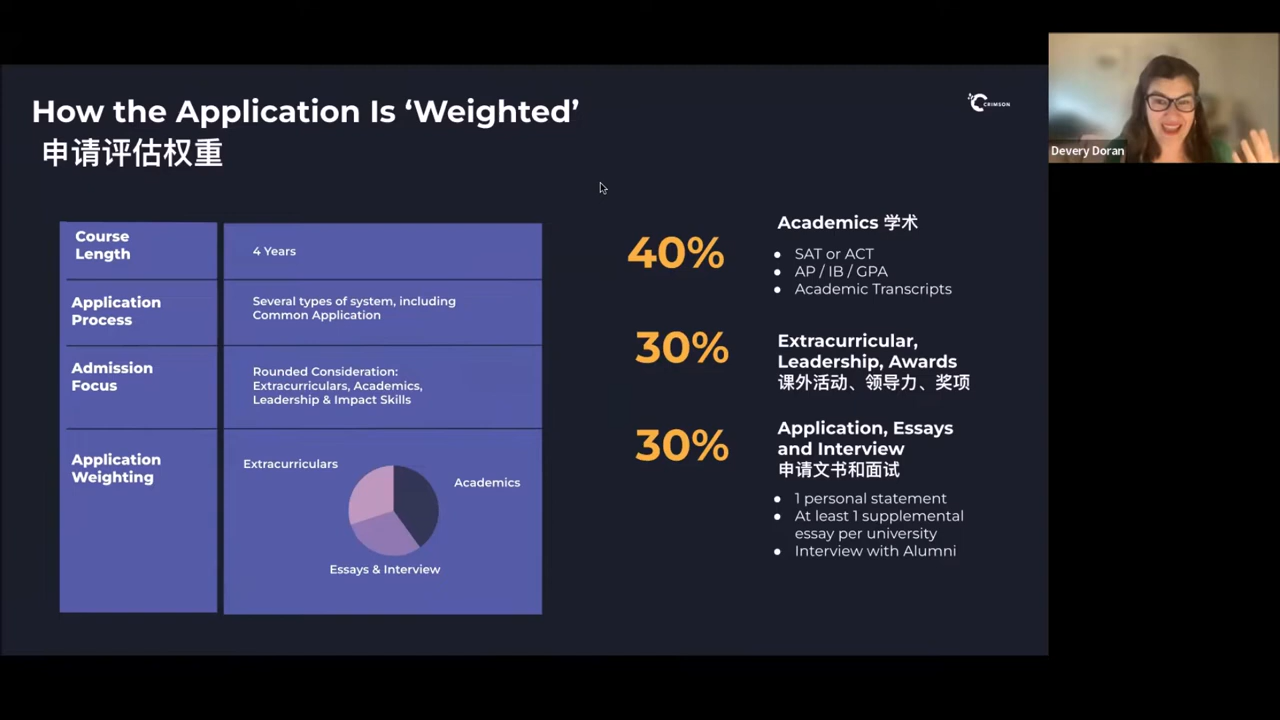 How the Application Is ‘Weighted’
申请评估权重
CRIMSON
Devery Doran
Course
Length
4 Years
Application
Process
Several types of system, including
Common Application
Admission
Focus
Rounded Consideration:
Extracurriculars, Academics,
Leadership & Impact Skills
Application
Weighting
Extracurriculars
Academics
Essays & Interview
40%
Academics 学术
● SAT or ACT
● AP / IB / GPA
● Academic Transcripts
30%
Extracurricular,
Leadership, Awards
课外活动、领导力、奖项
30%
Application, Essays
and Interview
申请文书和面试
● 1 personal statement
● At least 1 supplemental
essay per university
● Interview with Alumni